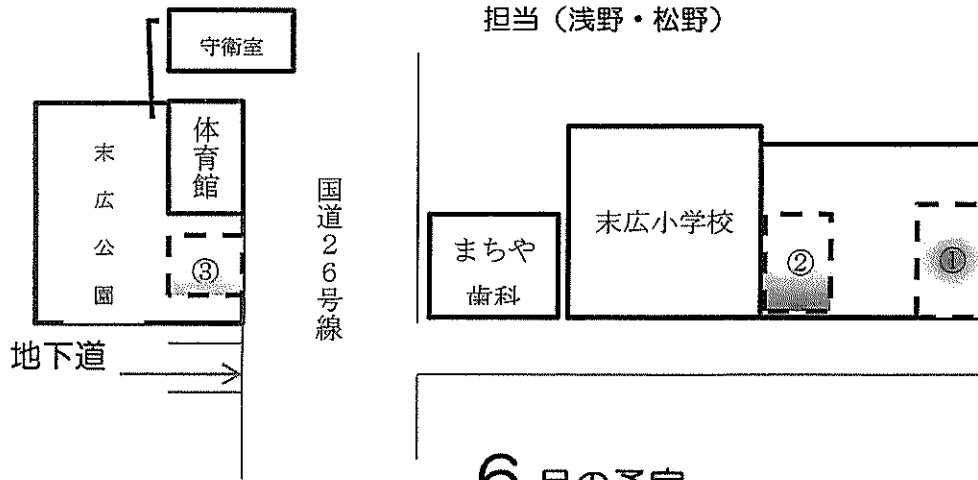 担当（浅野・松野）
守衛室
体育館
末広公園
国道２６号線
末広小学校
まちや
歯科
①
②
③
地下道
6月の予定